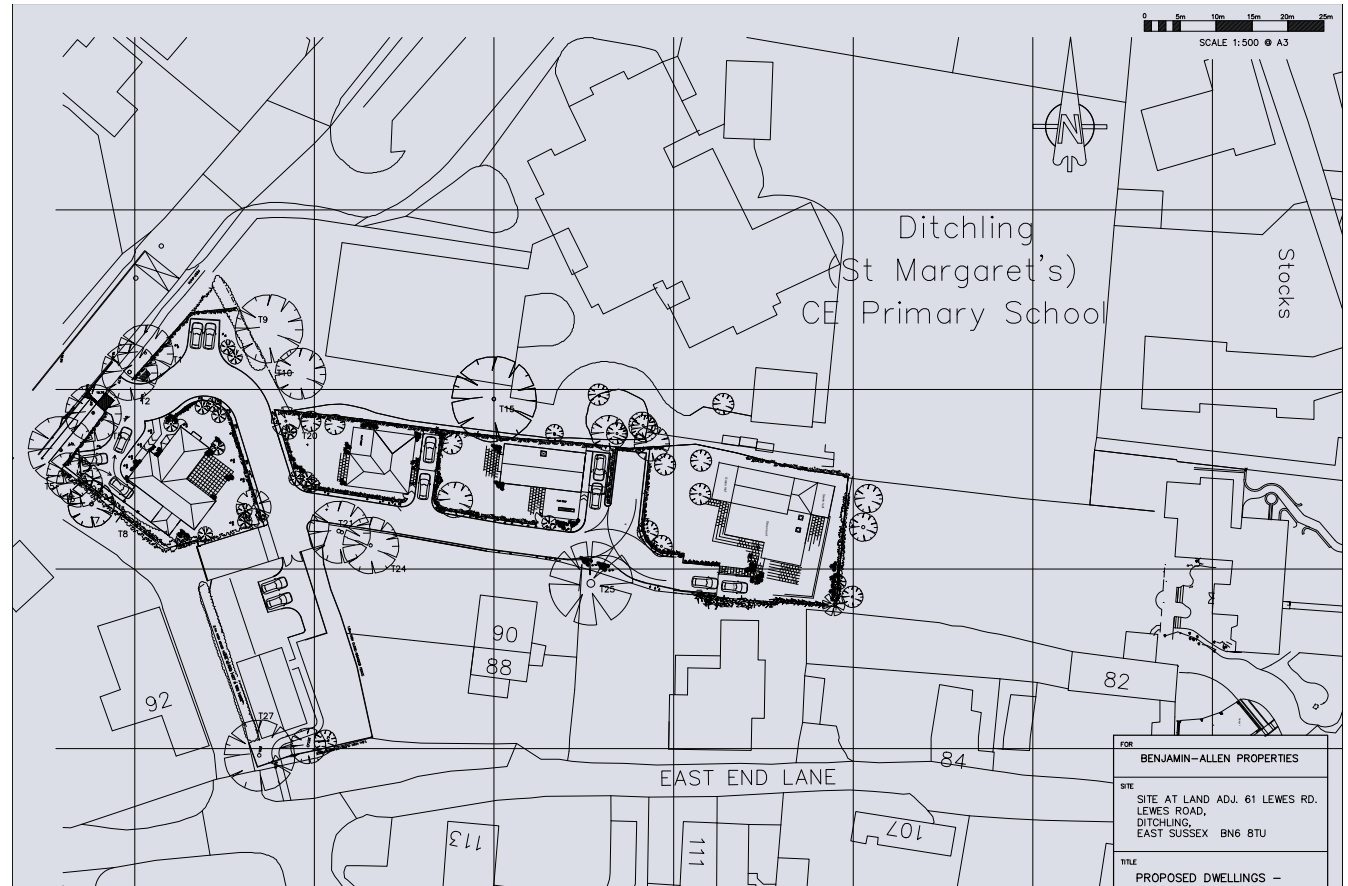 0 5m 10m 15m 20m 25m
SCALE 1:500 @ A3
N
Ditchling
(St Margaret's)
CE Primary School
Stocks
T9
T10
T2
T15
T20
T8
T21
T24
T25
90
88
92
82
T27
84
EAST END LANE
113
111
107
FOR
BENJAMIN-ALLEN PROPERTIES
SITE
SITE AT LAND ADJ. 61 LEWES RD.
LEWES ROAD,
DITCHLING,
EAST SUSSEX BN6 8TU
TITLE
PROPOSED DWELLINGS –